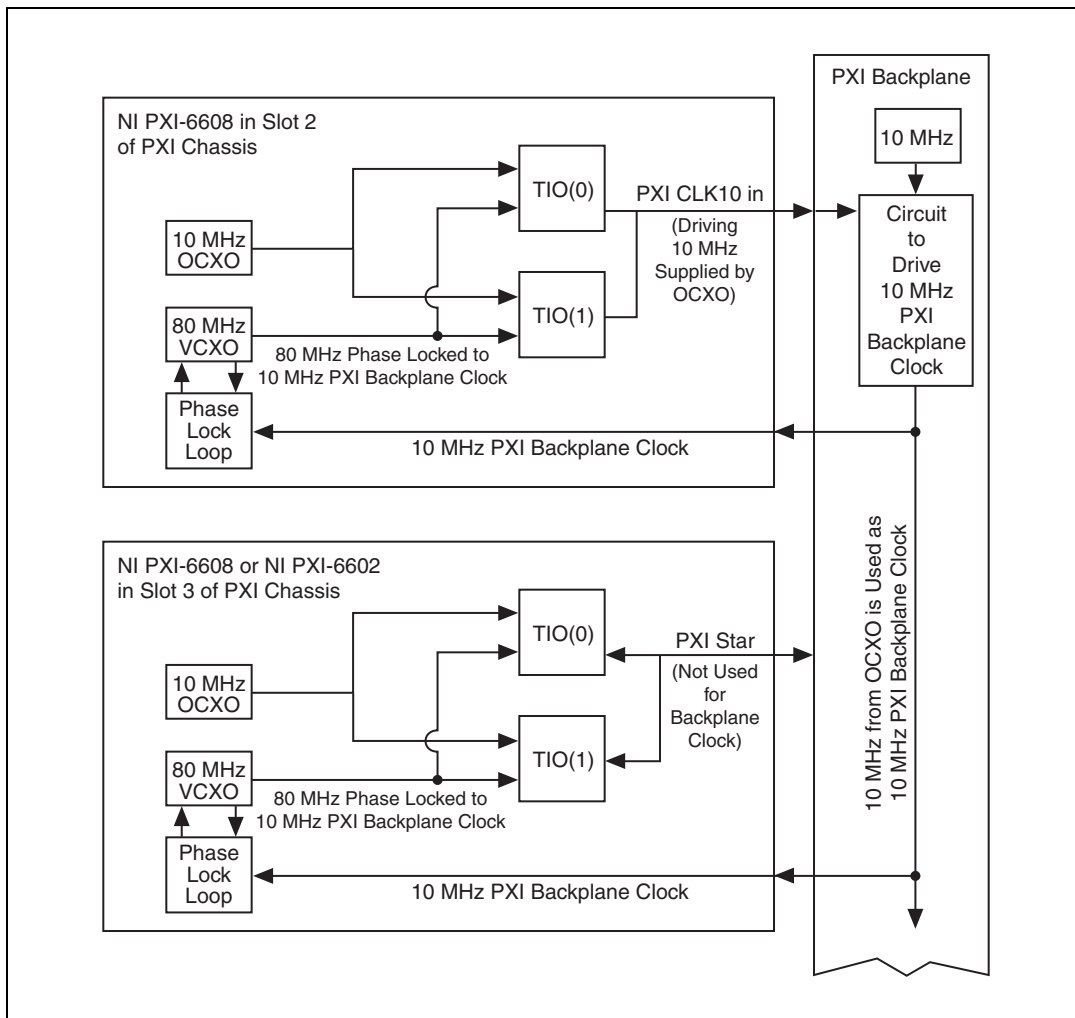 NI PXI-6608 in Slot 2
of PXI Chassis
10 MHz
OCXO
80 MHz
VCXO
Phase
Lock
Loop
TIO(0)
TIO(1)
80 MHz Phase Locked to
10 MHz PXI Backplane Clock
PXI CLK10 in
(Driving
10 MHz
Supplied by
OCXO)
10 MHz PXI Backplane Clock
PXI Backplane
10 MHz
Circuit
to
Drive
10 MHz
PXI
Backplane
Clock
10 MHz from OCXO is Used as
10 MHz PXI Backplane Clock
NI PXI-6608 or NI PXI-6602
in Slot 3 of PXI Chassis
10 MHz
OCXO
80 MHz
VCXO
Phase
Lock
Loop
TIO(0)
TIO(1)
80 MHz Phase Locked to
10 MHz PXI Backplane Clock
PXI Star
(Not Used
for
Backplane
Clock)
10 MHz PXI Backplane Clock